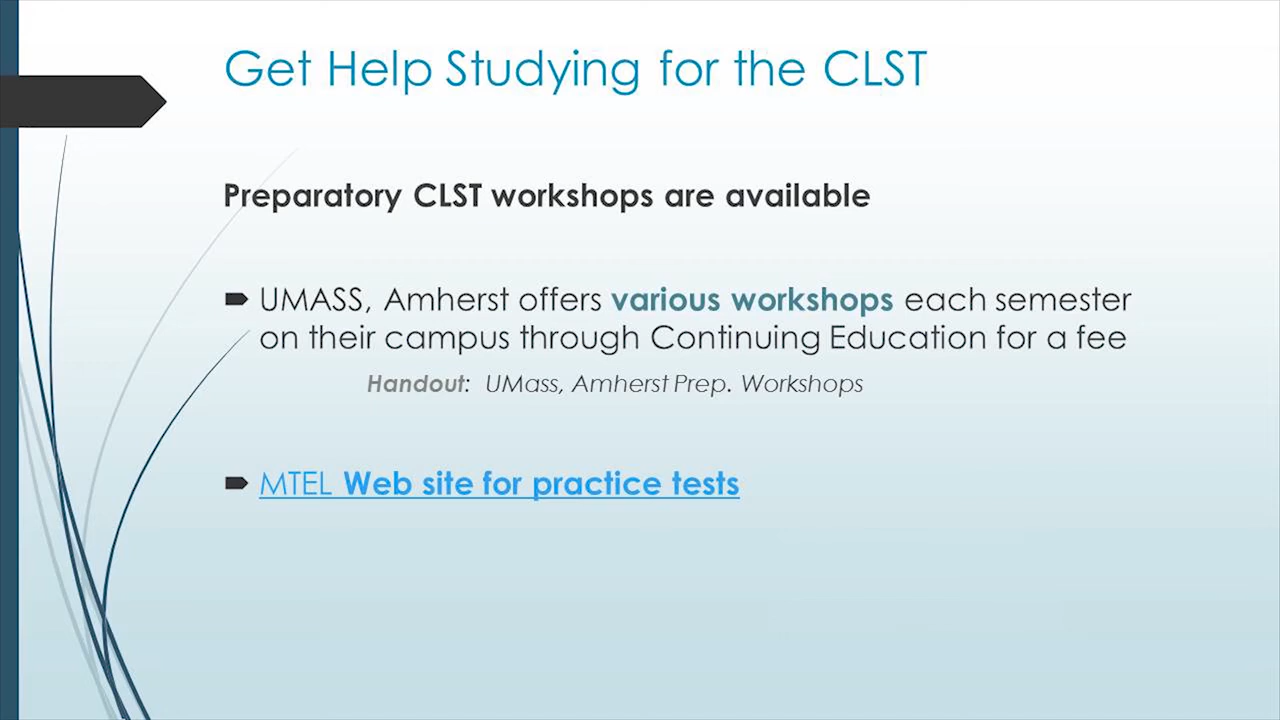 Get Help Studying for the CLST
Preparatory CLST workshops are available
UMASS, Amherst offers various workshops each semester
on their campus through Continuing Education for a fee
Handout: UMass, Amherst Prep. Workshops
MTEL Web site for practice tests